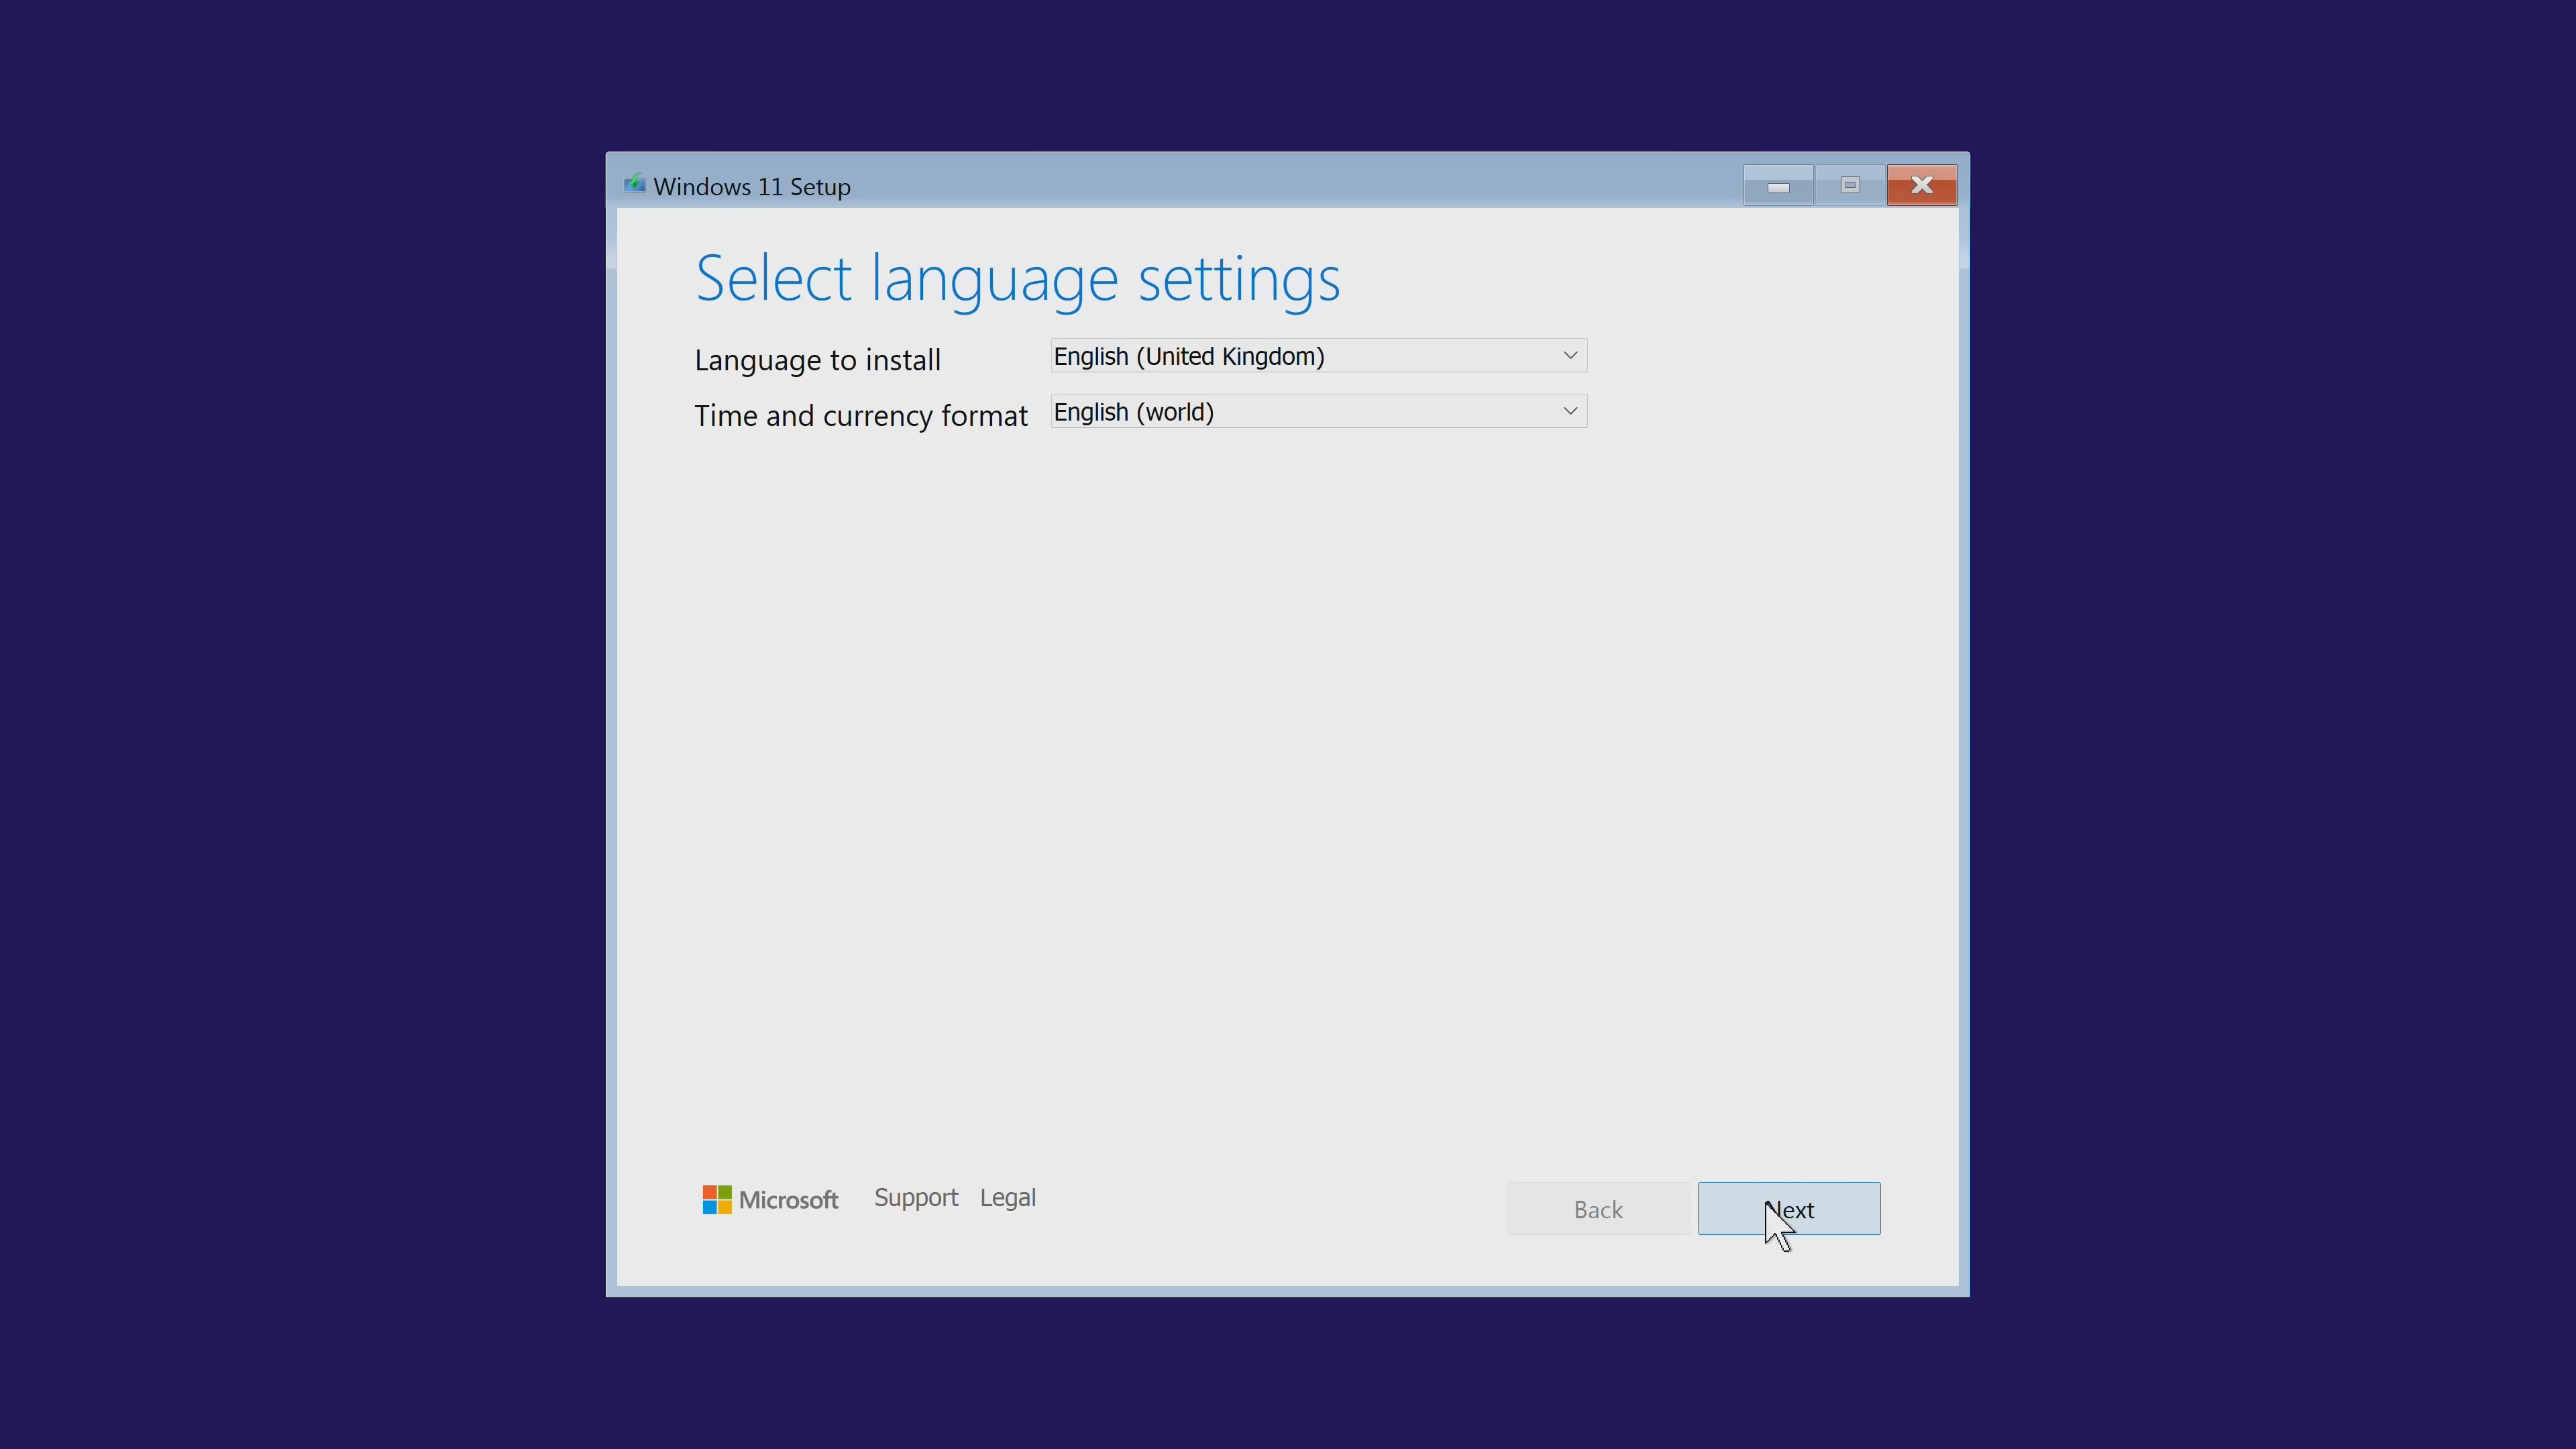 Windows 11 Setup
Select language settings
Language to install
English (United Kingdom)
Time and currency format
English (world)
Microsoft
Support
Legal
Back
Next